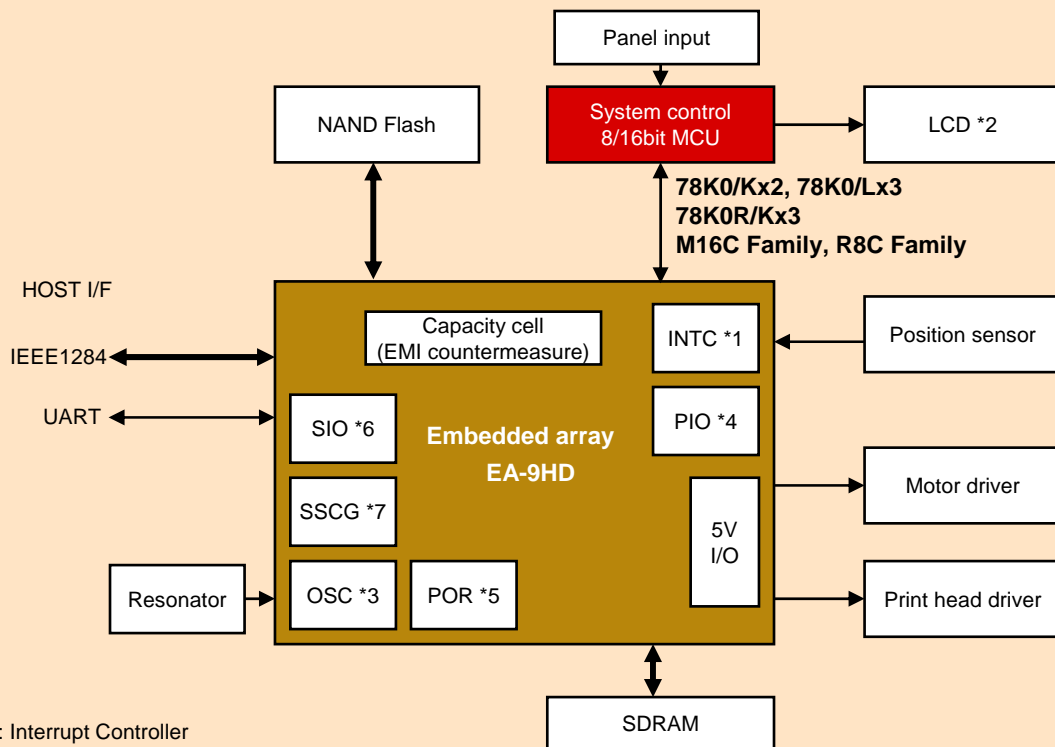 Panel input
NAND Flash
System control
8/16bit MCU
LCD *2
78K0/Kx2, 78K0/Lx3
78K0R/Kx3
M16C Family, R8C Family
HOST I/F
Capacity cell
(EMI countermeasure)
INTC *1
Position sensor
IEEE1284
UART
SIO *6
Embedded array
EA-9HD
PIO *4
SSCG *7
5V
I/O
Motor driver
Resonator
OSC *3
POR *5
Print head driver
SDRAM
: Interrupt Controller